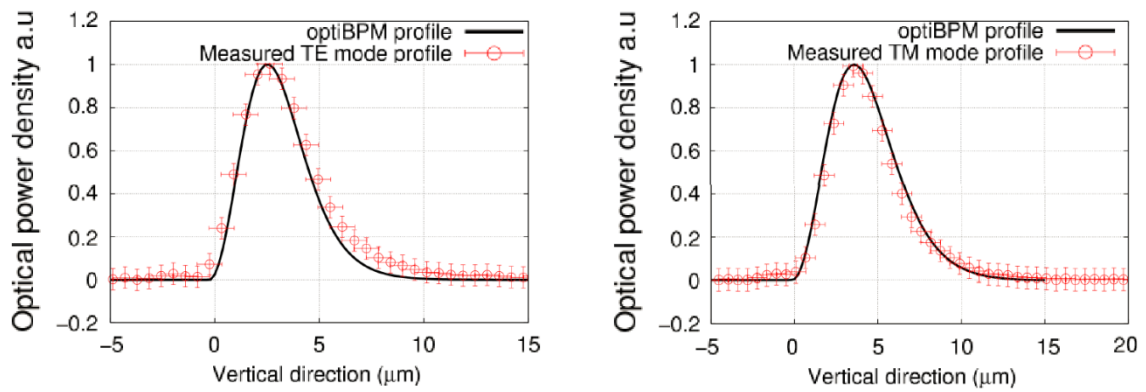 Optical power density a.u
1.2
1
0.8
0.6
0.4
0.2
0
−0.2
optiBPM profile
Measured TE mode profile
−5 0 5 10 15
Vertical direction (μm)
Optical power density a.u
1.2
1
0.8
0.6
0.4
0.2
0
−0.2
optiBPM profile
Measured TM mode profile
−5 0 5 10 15 20
Vertical direction (μm)